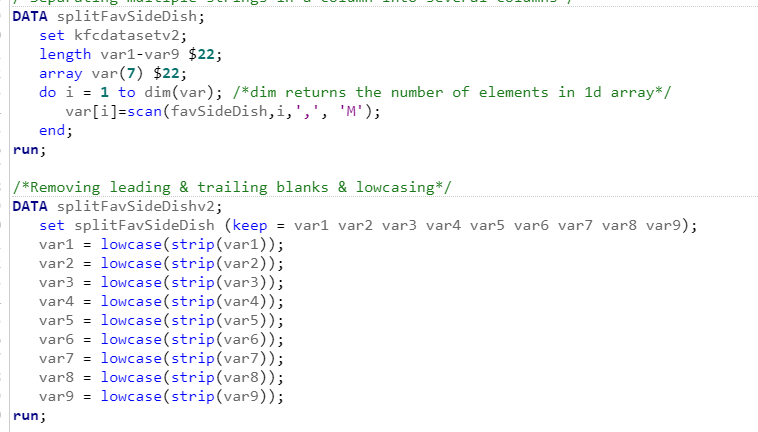 /*Separating multiple strings in a column into several columns*/
DATA splitFavSideDish;
set kfcdatasetv2;
length var1-var9 $22;
array var(7) $22;
do i = 1 to dim(var); /*dim returns the number of elements in 1d array*/
var[i]=scan(favSideDish,i,',', 'M');
end;
run;
/*Removing leading & trailing blanks & lowcasing*/
DATA splitFavSideDishv2;
set splitFavSideDish (keep = var1 var2 var3 var4 var5 var6 var7 var8 var9);
var1 = lowcase(strip(var1));
var2 = lowcase(strip(var2));
var3 = lowcase(strip(var3));
var4 = lowcase(strip(var4));
var5 = lowcase(strip(var5));
var6 = lowcase(strip(var6));
var7 = lowcase(strip(var7));
var8 = lowcase(strip(var8));
var9 = lowcase(strip(var9));
run;